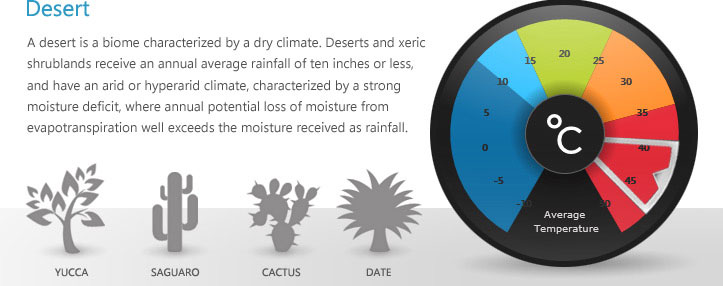 Desert
A desert is a biome characterized by a dry climate. Deserts and xeric
shrublands receive an annual average rainfall of ten inches or less,
and have an arid or hyperarid climate, characterized by a strong
moisture deficit, where annual potential loss of moisture from
evapotranspiration well exceeds the moisture received as rainfall.
YUCCA
SAGUARO
CACTUS
DATE
-10
-5
0
5
10
15
20
25
30
35
40
45
50
°C
Average
Temperature